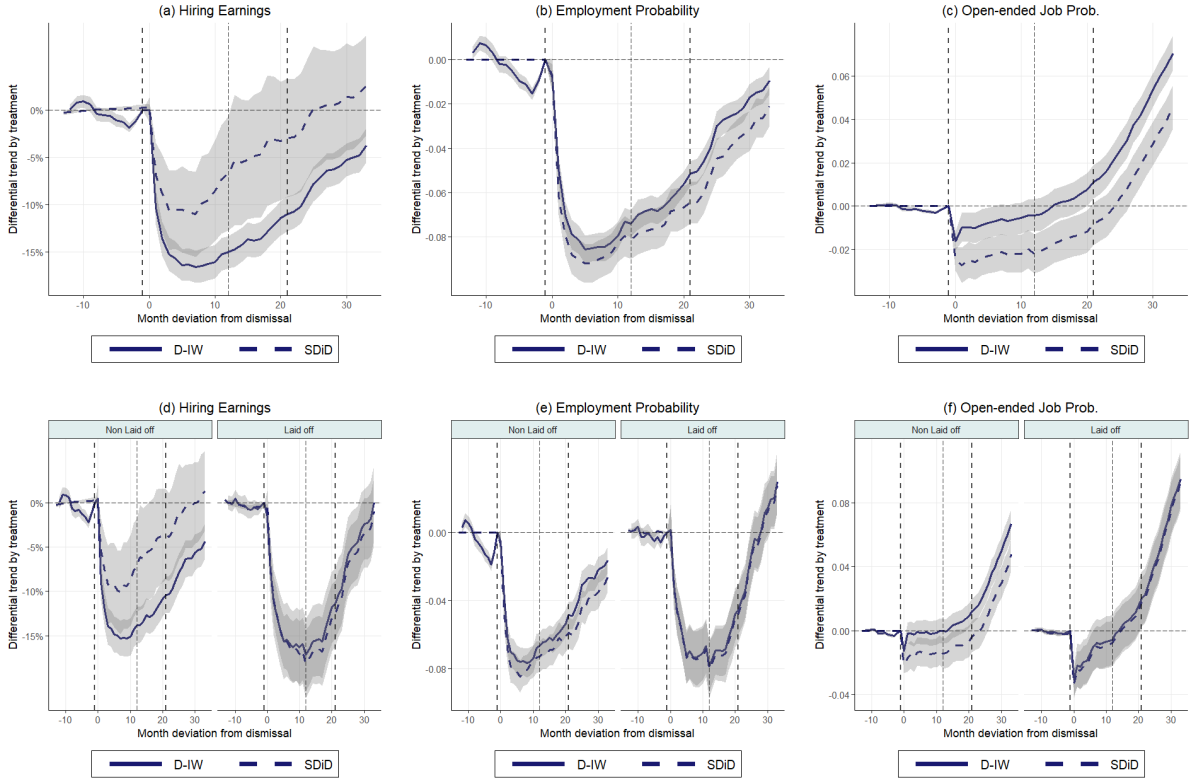 (a) Hiring Earnings
Differential trend by treatment
0%
-5%
-10%
-15%
-10 0 10 20 30
Month deviation from dismissal
D-IW SDiD
(b) Employment Probability
Differential trend by treatment
0.00
-0.02
-0.04
-0.06
-0.08
-10 0 10 20 30
Month deviation from dismissal
D-IW SDiD
(c) Open-ended Job Prob.
Differential trend by treatment
0.06
0.04
0.02
0.00
-0.02
-10 0 10 20 30
Month deviation from dismissal
D-IW SDiD
(d) Hiring Earnings
Non Laid off Laid off
Differential trend by treatment
0%
-5%
-10%
-15%
-10 0 10 20 30 -10 0 10 20 30
Month deviation from dismissal
D-IW SDiD
(e) Employment Probability
Non Laid off Laid off
Differential trend by treatment
0.00
-0.04
-0.08
-10 0 10 20 30 -10 0 10 20 30
Month deviation from dismissal
D-IW SDiD
(f) Open-ended Job Prob.
Non Laid off Laid off
Differential trend by treatment
0.08
0.04
0.00
-0.04
-10 0 10 20 30 -10 0 10 20 30
Month deviation from dismissal
D-IW SDiD